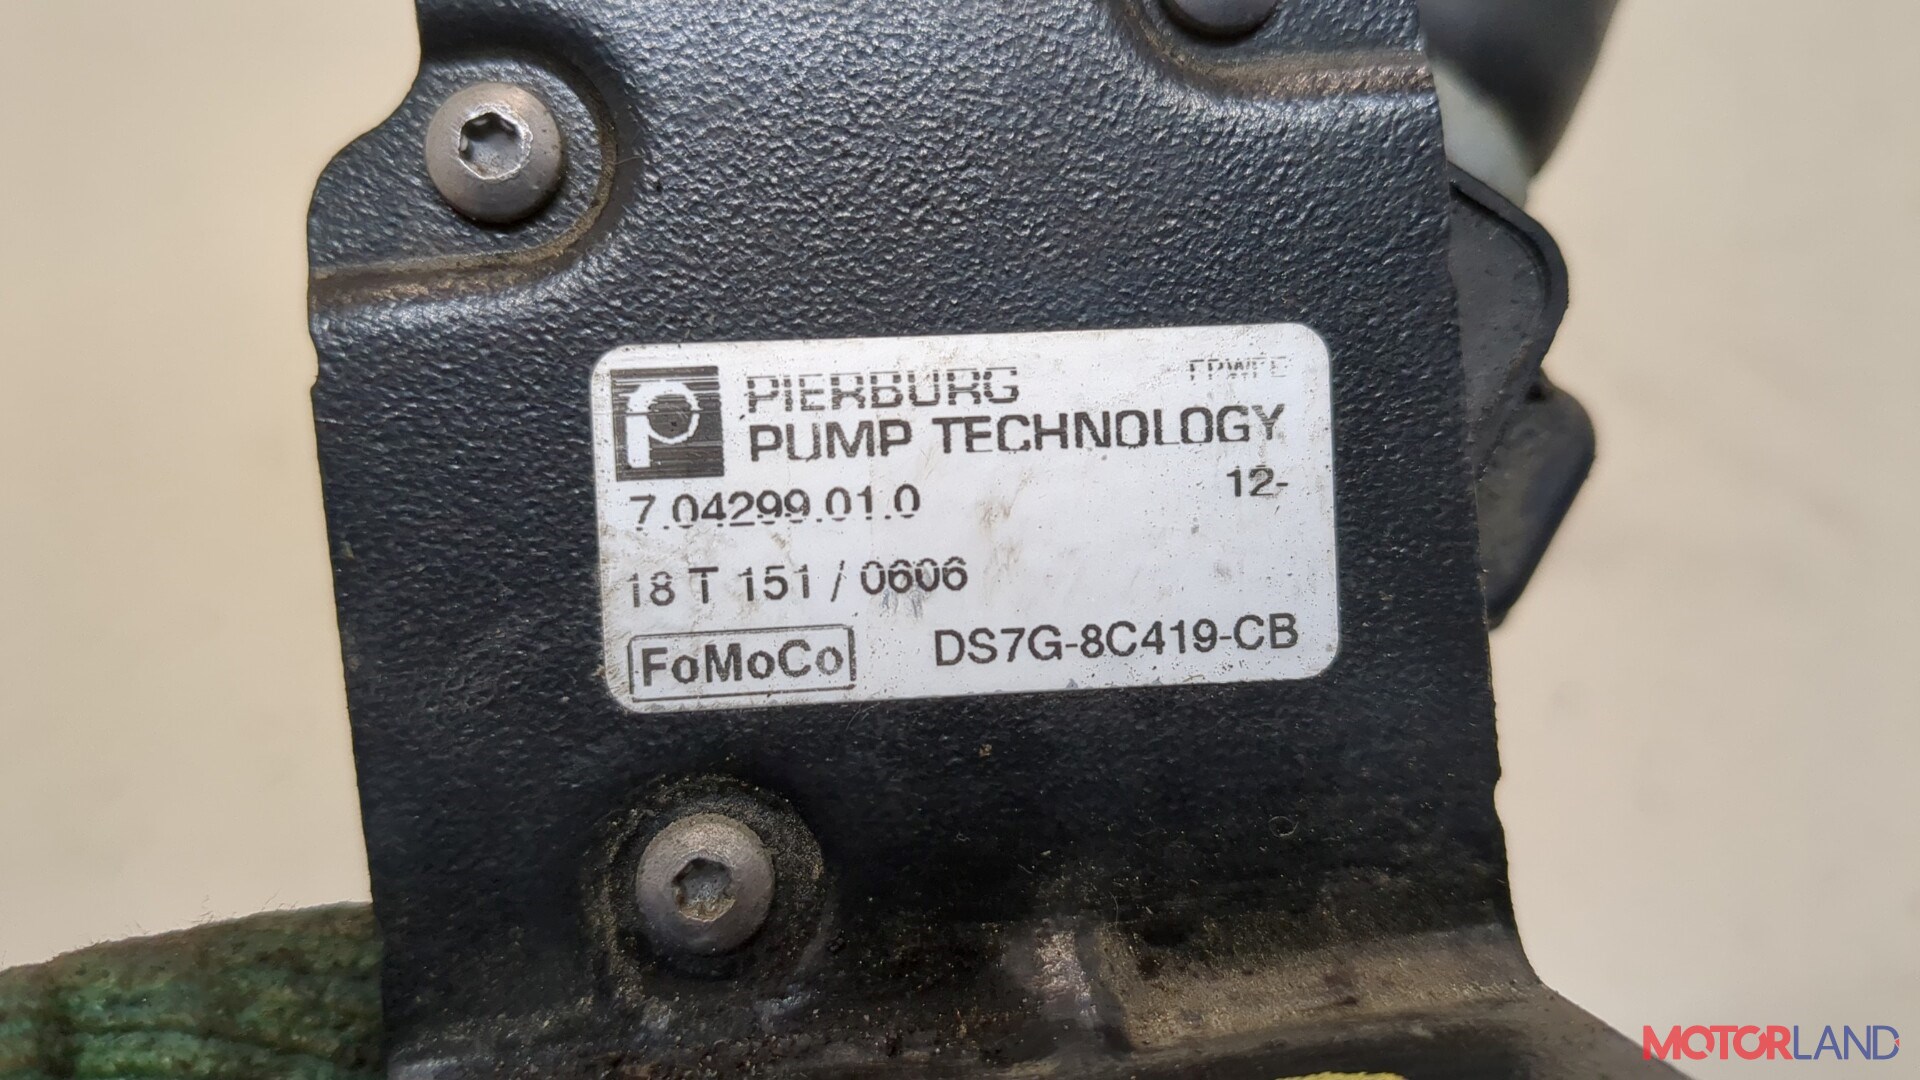 PIERBURG
PUMP TECHNOLOGY
7.04299.01.0
12-
18 T 151 / 0606
FoMoCo
DS7G-8C419-CB
MOTORLAND